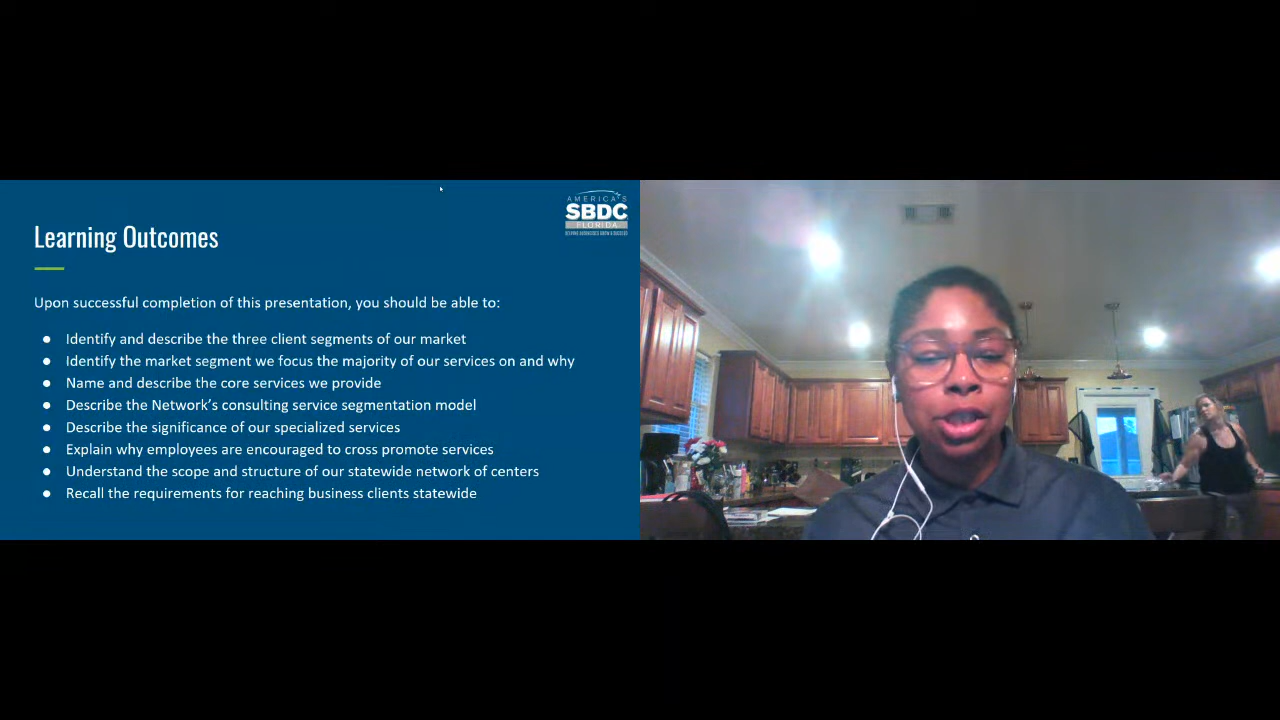 AMERICA'S
SBDC
FLORIDA
Learning Outcomes
Upon successful completion of this presentation, you should be able to:
● Identify and describe the three client segments of our market
● Identify the market segment we focus the majority of our services on and why
● Name and describe the core services we provide
● Describe the Network's consulting service segmentation model
● Describe the significance of our specialized services
● Explain why employees are encouraged to cross promote services
● Understand the scope and structure of our statewide network of centers
● Recall the requirements for reaching business clients statewide